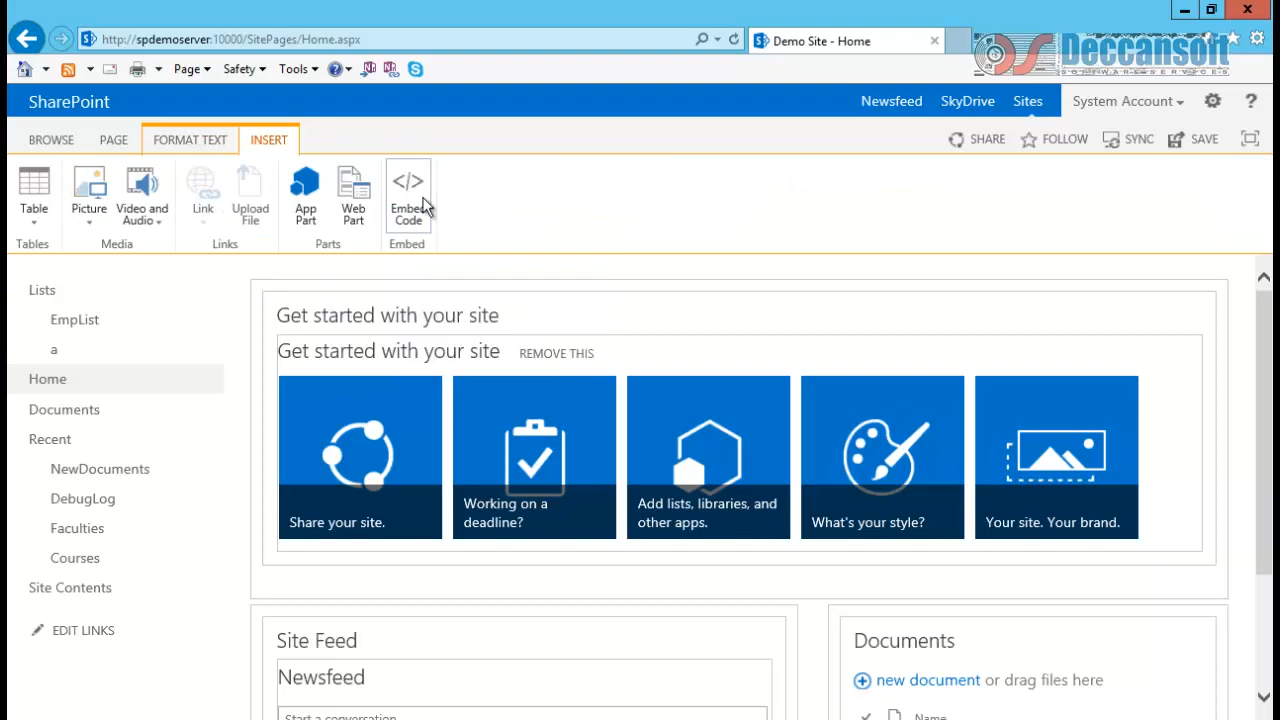 http://spdemoserver:10000/SitePages/Home.aspx
Demo Site - Home
Deccansoft
SOFTWARE SERVICES
Page
Safety
Tools
SharePoint
Newsfeed
SkyDrive
Sites
System Account
BROWSE
PAGE
FORMAT TEXT
INSERT
SHARE
FOLLOW
SYNC
SAVE
Table
Picture
Video and
Audio
Link
Upload
File
App
Part
Web
Part
Embed
Code
Tables
Media
Links
Parts
Embed
Lists
EmpList
a
Home
Documents
Recent
NewDocuments
DebugLog
Faculties
Courses
Site Contents
EDIT LINKS
Get started with your site
Get started with your site REMOVE THIS
Share your site.
Working on a
deadline?
Add lists, libraries, and
other apps.
What's your style?
Your site. Your brand.
Site Feed
Newsfeed
Start a conversation
Documents
new document or drag files here
Name